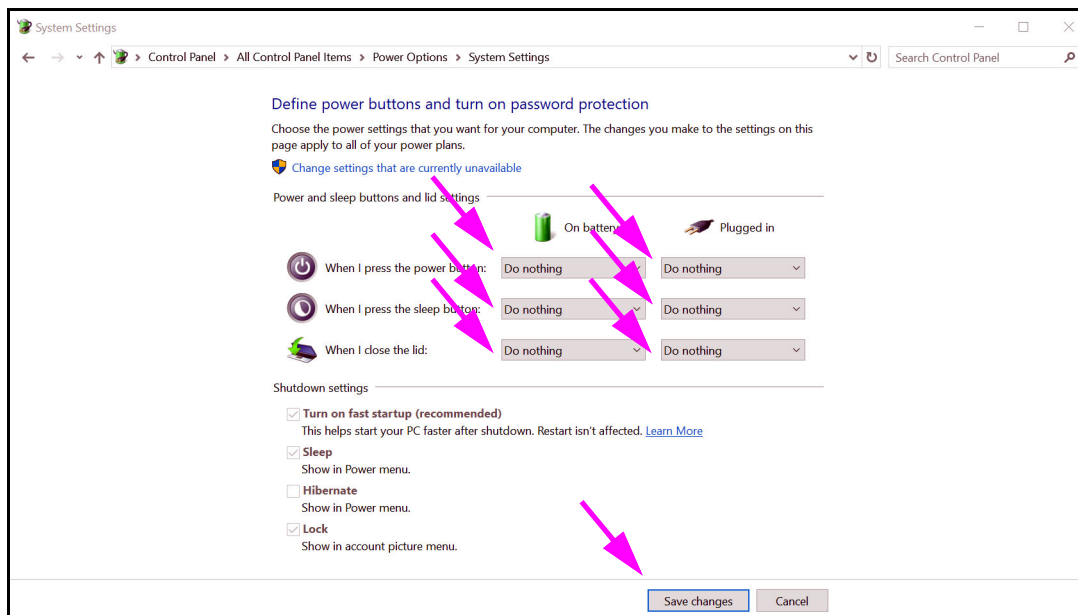 System Settings
Control Panel > All Control Panel Items > Power Options > System Settings
Search Control Panel
Define power buttons and turn on password protection
Choose the power settings that you want for your computer. The changes you make to the settings on this
page apply to all of your power plans.
Change settings that are currently unavailable
Power and sleep buttons and lid settings
On battery
Plugged in
When I press the power button: Do nothing Do nothing
When I press the sleep button: Do nothing Do nothing
When I close the lid: Do nothing Do nothing
Shutdown settings
Turn on fast startup (recommended)
This helps start your PC faster after shutdown. Restart isn't affected. Learn More
Sleep
Show in Power menu.
Hibernate
Show in Power menu.
Lock
Show in account picture menu.
Save changes Cancel